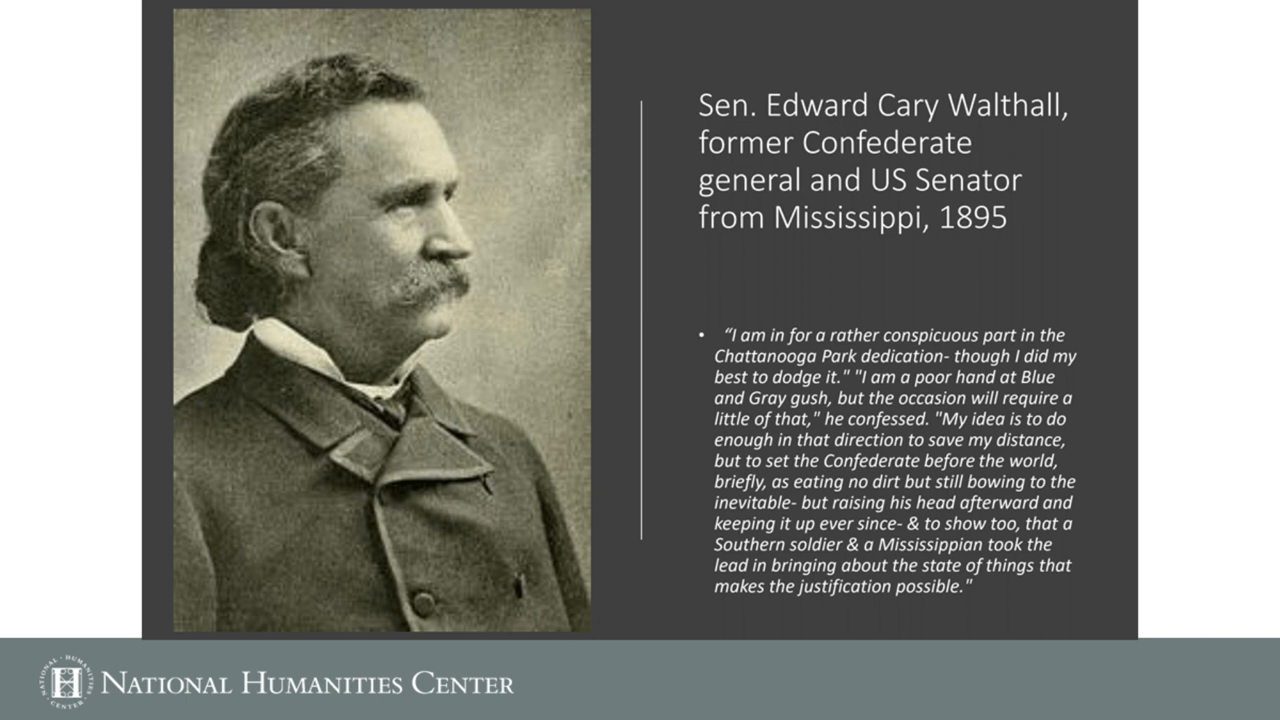 Sen. Edward Cary Walthall,
former Confederate
general and US Senator
from Mississippi, 1895
• “I am in for a rather conspicuous part in the
Chattanooga Park dedication- though I did my
best to dodge it." "I am a poor hand at Blue
and Gray gush, but the occasion will require a
little of that," he confessed. "My idea is to do
enough in that direction to save my distance,
but to set the Confederate before the world,
briefly, as eating no dirt but still bowing to the
inevitable- but raising his head afterward and
keeping it up ever since- & to show too, that a
Southern soldier & a Mississippian took the
lead in bringing about the state of things that
makes the justification possible."
NATIONAL · HUMANITIES · CENTER ·
H
NATIONAL HUMANITIES CENTER